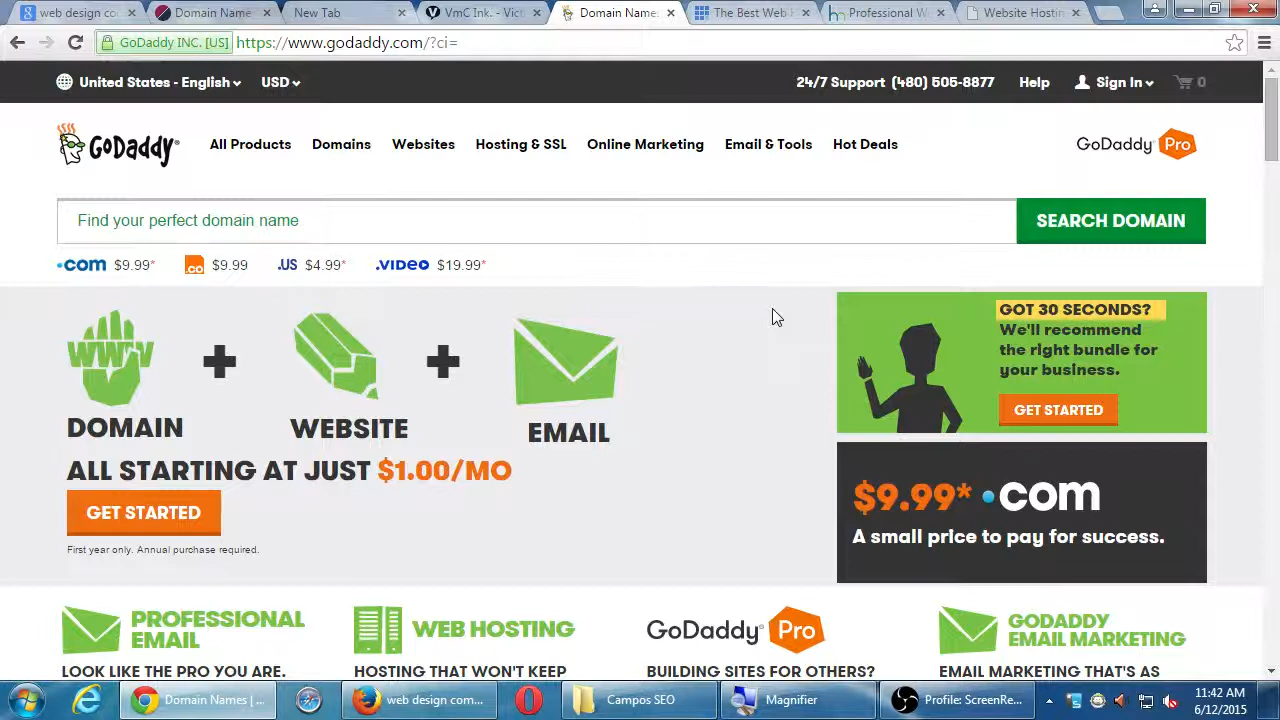 web design co
Domain Name
New Tab
VmC Ink. - Vict
Domain Name
The Best Web
Professional W
Website Hostin
GoDaddy INC. [US]
https://www.godaddy.com/?ci=
United States - English
USD
24/7 Support (480) 505-8877
Help
Sign In
0
GoDaddy
All Products
Domains
Websites
Hosting & SSL
Online Marketing
Email & Tools
Hot Deals
GoDaddy Pro
Find your perfect domain name
SEARCH DOMAIN
.com $9.99*
.co $9.99
.US $4.99*
.VIDEO $19.99*
WWW
DOMAIN
WEBSITE
EMAIL
ALL STARTING AT JUST $1.00/MO
GET STARTED
First year only. Annual purchase required.
GOT 30 SECONDS?
We'll recommend
the right bundle for
your business.
GET STARTED
$9.99* .com
A small price to pay for success.
PROFESSIONAL
EMAIL
LOOK LIKE THE PRO YOU ARE.
WEB HOSTING
HOSTING THAT WON'T KEEP
GoDaddy Pro
BUILDING SITES FOR OTHERS?
GODADDY
EMAIL MARKETING
EMAIL MARKETING THAT'S AS
Domain Names | ...
web design com...
Campos SEO
Magnifier
Profile: ScreenRe...
11:42 AM
6/12/2015